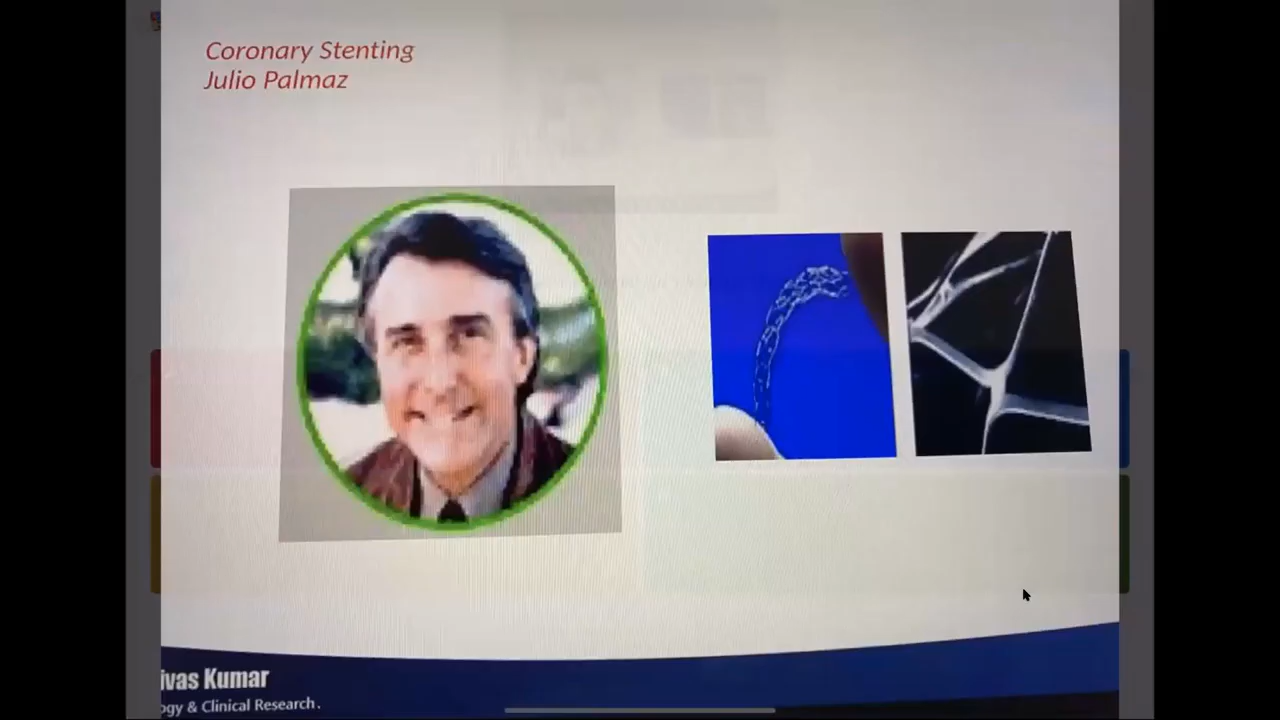 Coronary Stenting
Julio Palmaz
ivas Kumar
ogy & Clinical Research.